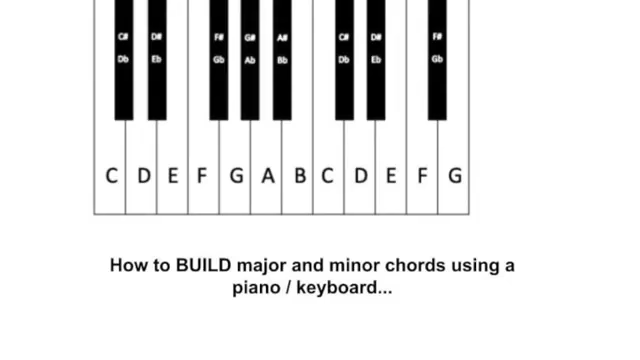 C# D# F# G# A# C# D# F#
Db Eb Gb Ab Bb Db Eb Gb
C D E F G A B C D E F G
How to BUILD major and minor chords using a
piano / keyboard...